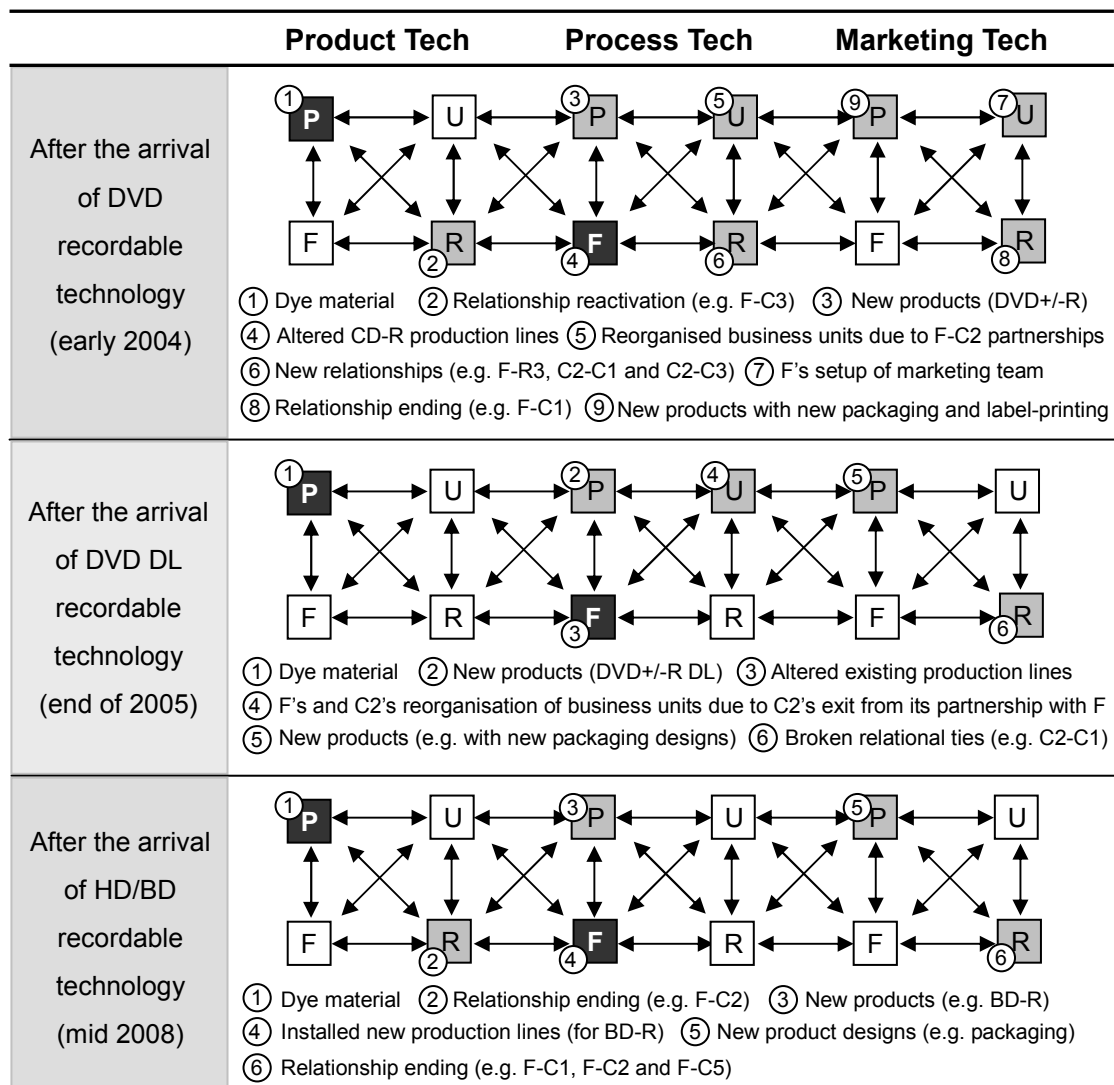 Product Tech Process Tech Marketing Tech
After the arrival
of DVD
recordable
technology
(early 2004)
1 P U 3 P 5 U 9 P 7 U
F R 2 4 F R 6 F R 8
1 Dye material 2 Relationship reactivation (e.g. F-C3) 3 New products (DVD+/-R)
4 Altered CD-R production lines 5 Reorganised business units due to F-C2 partnerships
6 New relationships (e.g. F-R3, C2-C1 and C2-C3) 7 F's setup of marketing team
8 Relationship ending (e.g. F-C1) 9 New products with new packaging and label-printing
After the arrival
of DVD DL
recordable
technology
(end of 2005)
1 P U 2 P 4 U 5 P U
F R 3 F R F 6 R
1 Dye material 2 New products (DVD+/-R DL) 3 Altered existing production lines
4 F's and C2's reorganisation of business units due to C2's exit from its partnership with F
5 New products (e.g. with new packaging designs) 6 Broken relational ties (e.g. C2-C1)
After the arrival
of HD/BD
recordable
technology
(mid 2008)
1 P U 3 P U 5 P U
F R 2 4 F R F 6 R
1 Dye material 2 Relationship ending (e.g. F-C2) 3 New products (e.g. BD-R)
4 Installed new production lines (for BD-R) 5 New product designs (e.g. packaging)
6 Relationship ending (e.g. F-C1, F-C2 and F-C5)